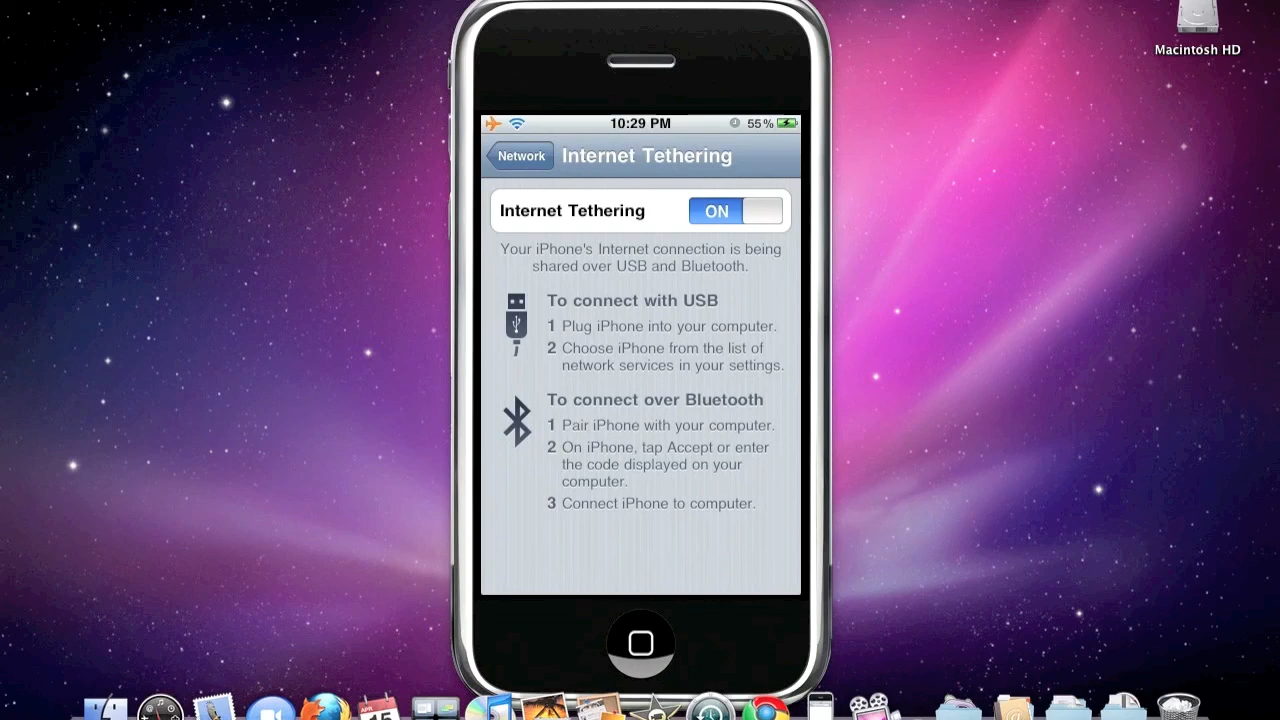 Macintosh HD
10:29 PM
55%
Network
Internet Tethering
Internet Tethering
ON
Your iPhone's Internet connection is being
shared over USB and Bluetooth.
To connect with USB
1 Plug iPhone into your computer.
2 Choose iPhone from the list of
network services in your settings.
To connect over Bluetooth
1 Pair iPhone with your computer.
2 On iPhone, tap Accept or enter
the code displayed on your
computer.
3 Connect iPhone to computer.
APR
15